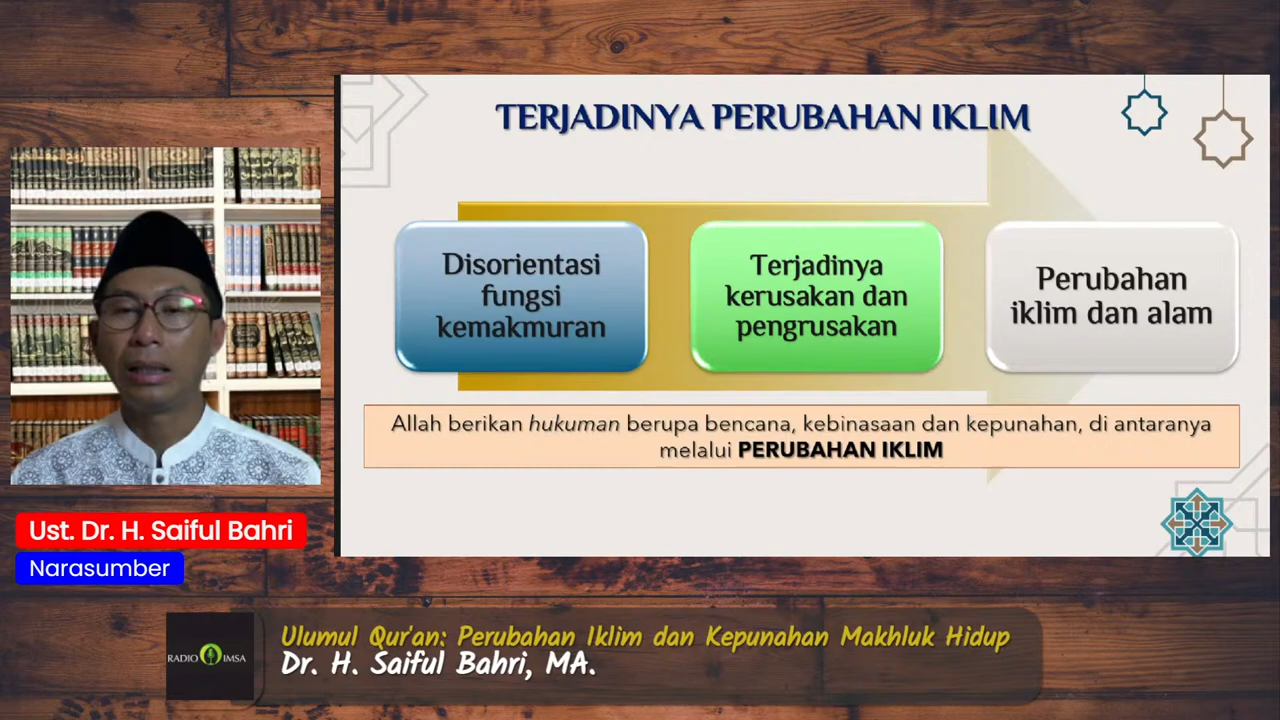 TERJADINYA PERUBAHAN IKLIM
Disorientasi
fungsi
kemakmuran
Terjadinya
kerusakan dan
pengrusakan
Perubahan
iklim dan alam
Allah berikan hukuman berupa bencana, kebinasaan dan kepunahan, di antaranya
melalui PERUBAHAN IKLIM
Ust. Dr. H. Saiful Bahri
Narasumber
RADIO IMSA
Ulumul Qur'an: Perubahan Iklim dan Kepunahan Makhluk Hidup
Dr. H. Saiful Bahri, MA.